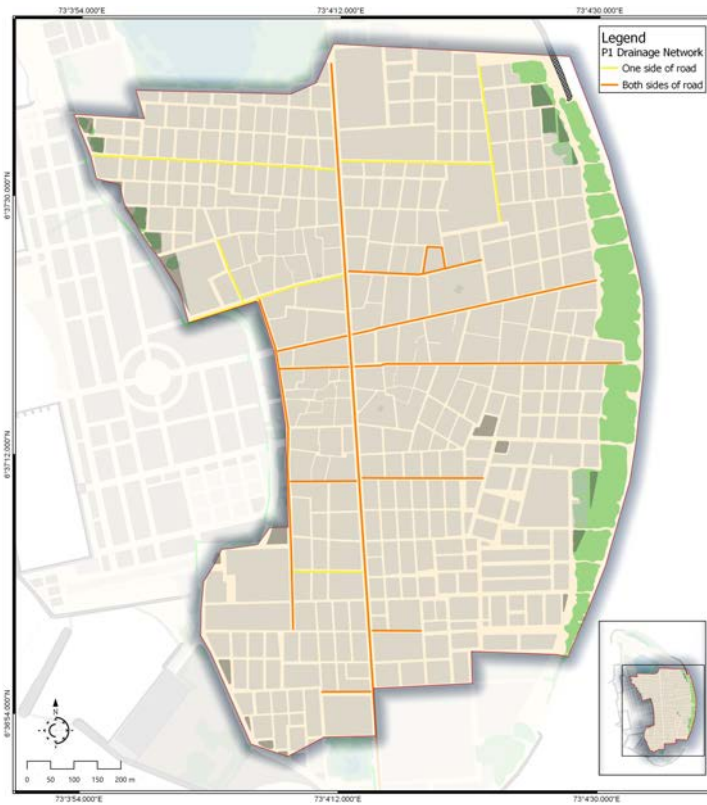 73°3'54.000"E 73°4'12.000"E 73°4'30.000"E
Legend
P1 Drainage Network
One side of road
Both sides of road
6°37'30.000"N
6°37'12.000"N
6°36'54.000"N
N
0 50 100 150 200 m
73°3'54.000"E 73°4'12.000"E 73°4'30.000"E